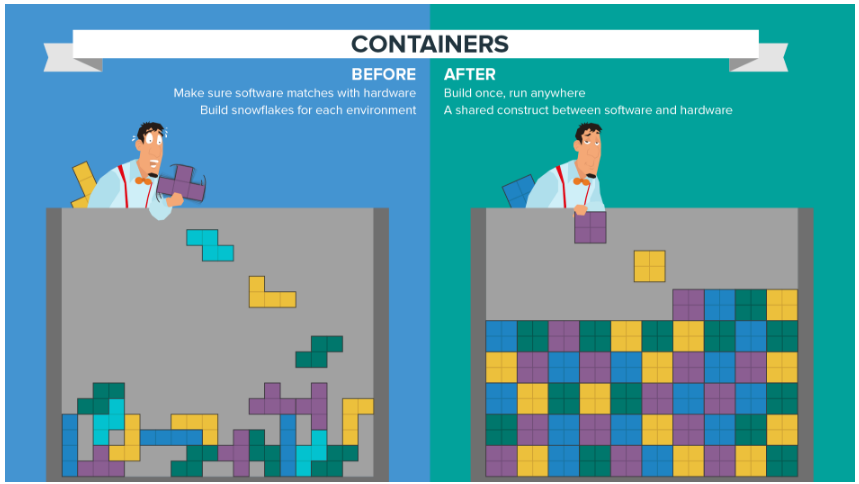 CONTAINERS
BEFORE
Make sure software matches with hardware
Build snowflakes for each environment
AFTER
Build once, run anywhere
A shared construct between software and hardware